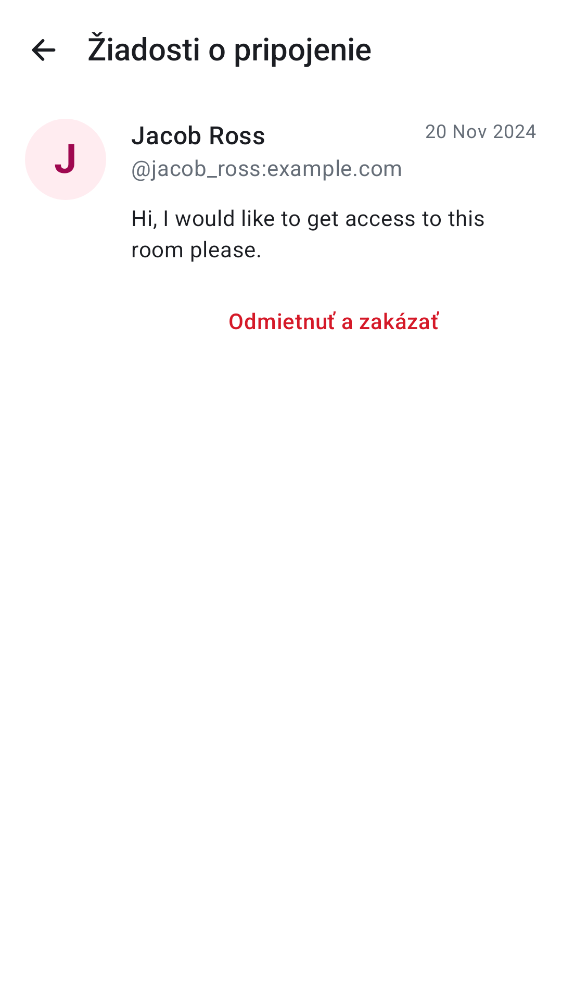 Žiadosti o pripojenie
J
Jacob Ross
20 Nov 2024
@jacob_ross:example.com
Hi, I would like to get access to this
room please.
Odmietnuť a zakázať